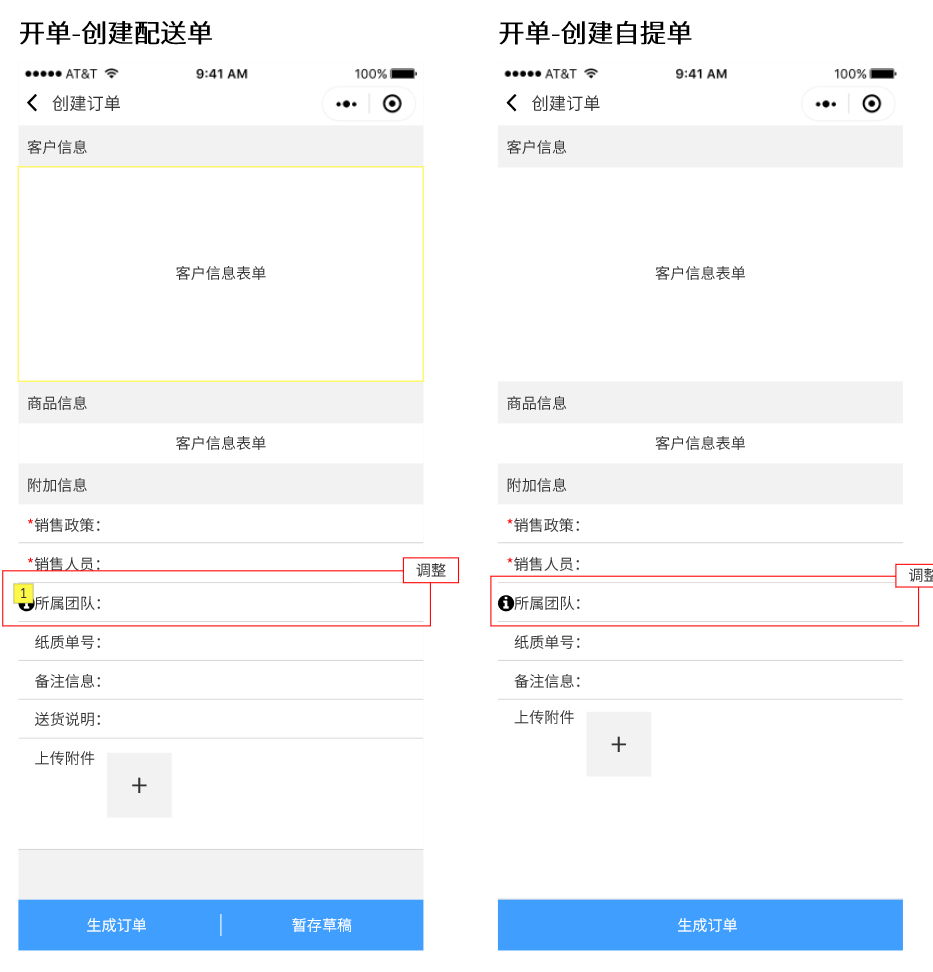 开单-创建配送单
●●●●● AT&T 9:41 AM 100%
创建订单
客户信息
客户信息表单
商品信息
客户信息表单
附加信息
*销售政策：
*销售人员：
调整
1
所属团队：
纸质单号：
备注信息：
送货说明：
上传附件
+
生成订单
暂存草稿
开单-创建自提单
●●●●● AT&T 9:41 AM 100%
创建订单
客户信息
客户信息表单
商品信息
客户信息表单
附加信息
*销售政策：
*销售人员：
调整
所属团队：
纸质单号：
备注信息：
上传附件
+
生成订单